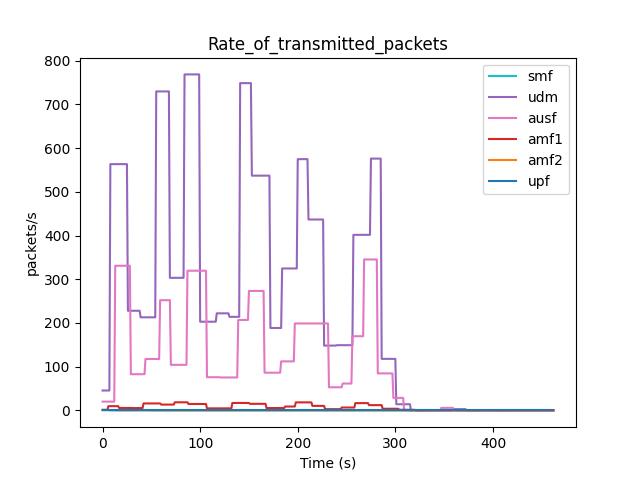 Rate_of_transmitted_packets
packets/s
800
700
600
500
400
300
200
100
0
0 100 200 300 400
Time (s)
smf
udm
ausf
amf1
amf2
upf